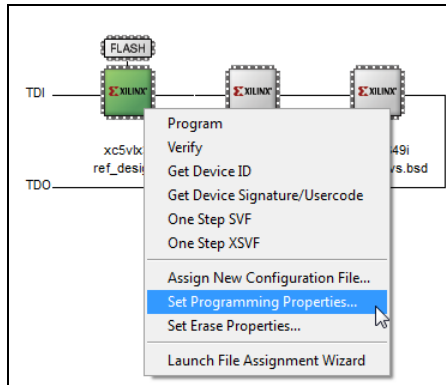 FLASH
TDI
XILINX XILINX XILINX
xc5vlx 49i
ref_desi vs.bsd
TDO
Program
Verify
Get Device ID
Get Device Signature/Usercode
One Step SVF
One Step XSVF
Assign New Configuration File...
Set Programming Properties...
Set Erase Properties...
Launch File Assignment Wizard